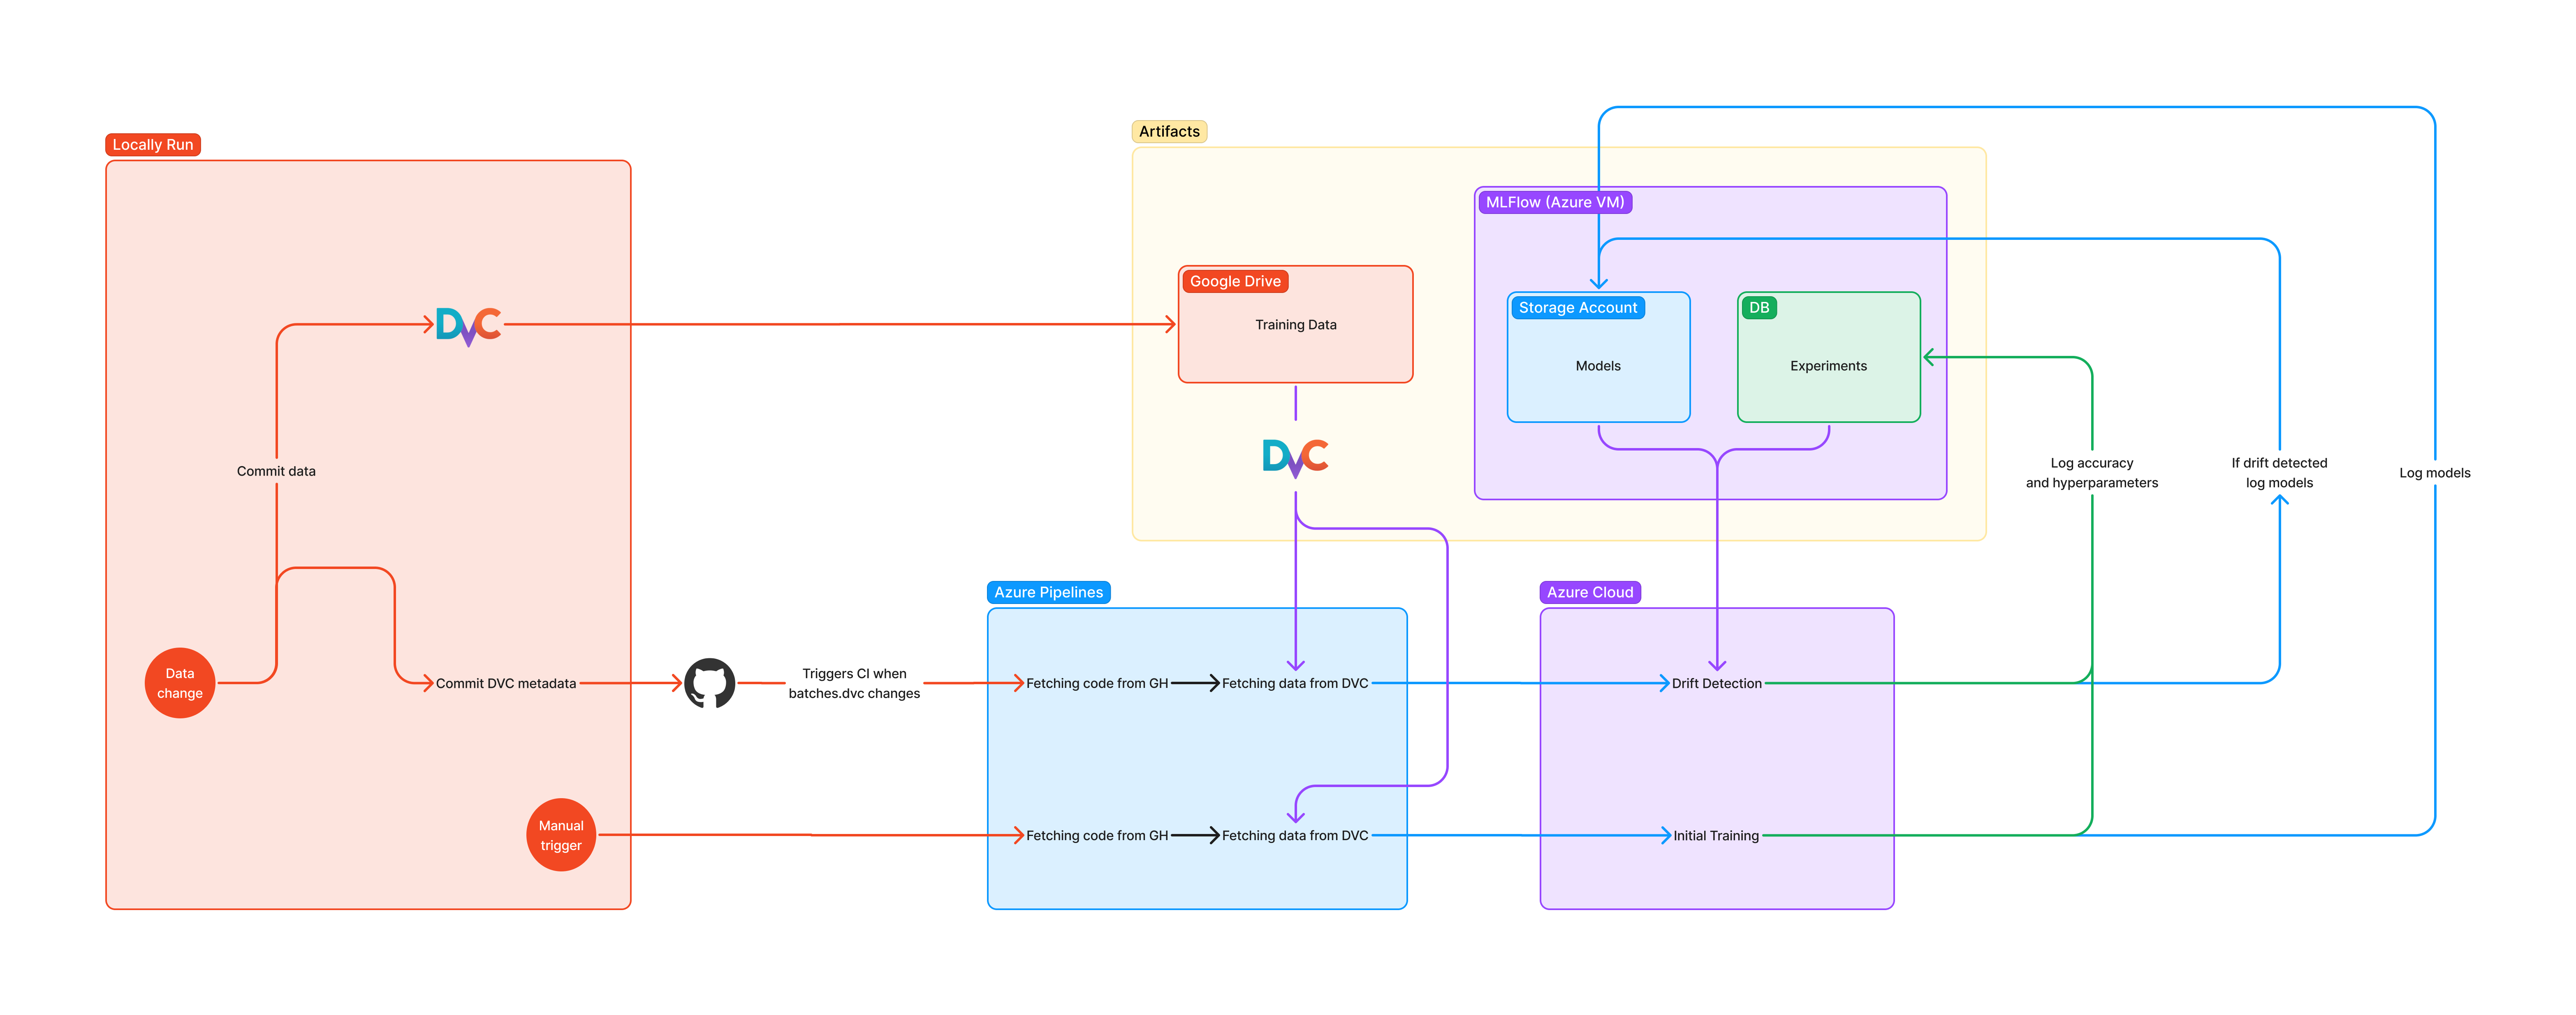 Locally Run
DVC
Commit data
Data
change
Commit DVC metadata
Manual
trigger
Triggers CI when
batches.dvc changes
Artifacts
Google Drive
Training Data
DVC
MLFlow (Azure VM)
Storage Account
Models
DB
Experiments
Azure Pipelines
Fetching code from GH
Fetching data from DVC
Fetching code from GH
Fetching data from DVC
Azure Cloud
Drift Detection
Initial Training
Log accuracy
and hyperparameters
If drift detected
log models
Log models